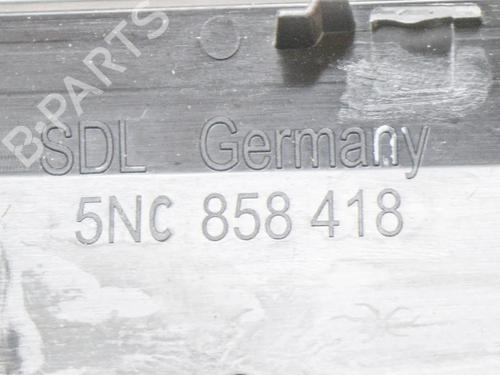 B-PARTS
SDL Germany
5NC 858 418